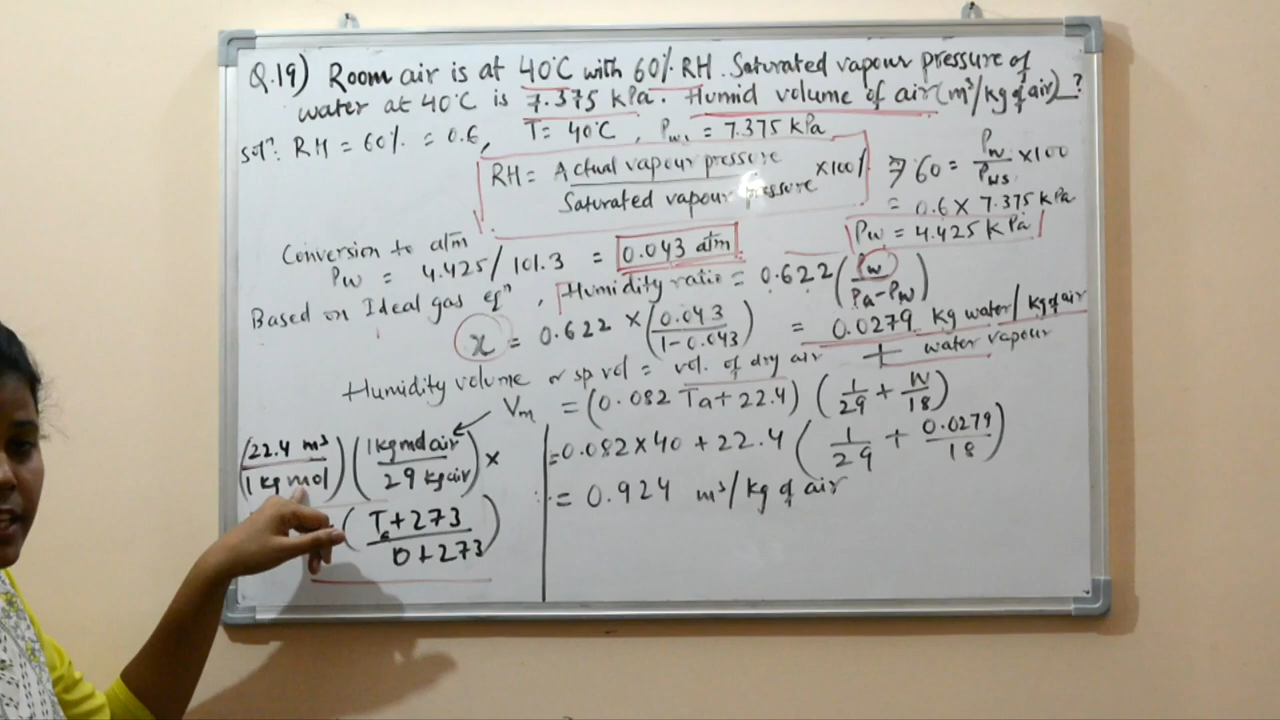 Q.19) Room air is at 40°C with 60% RH. Saturated vapour pressure of
water at 40°C is 7.375 kPa. Humid volume of air (m³/kg of air)_?
solⁿ: RH = 60% = 0.6, T = 40°C, Pws = 7.375 kPa
RH = Actual vapour pressure / Saturated vapour pressure ×100%
⇒ 60 = Pw/Pws ×100
= 0.6 × 7.375 kPa
Pw = 4.425 kPa
Conversion to atm
Pw = 4.425/101.3 = 0.043 atm
Based on Ideal gas eqⁿ, Humidity ratio = 0.622 (Pw/Pa-Pw)
x = 0.622 × (0.043/1-0.043) = 0.0279 kg water/kg of air
Humidity volume or sp vol = vol. of dry air + water vapour
Vm = (0.082 Ta + 22.4) (1/29 + W/18)
= 0.082×40 + 22.4 (1/29 + 0.0279/18)
∴ = 0.924 m³/kg of air
(22.4 m³/1 kg mol) (1 kg mol air/29 kg air) ×
(Ta+273/0+273)